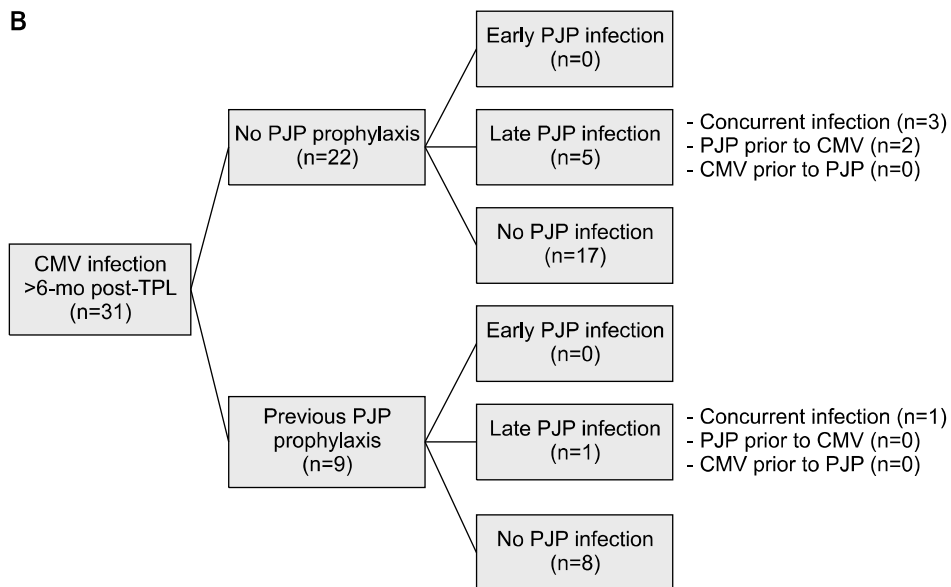 B
CMV infection
>6-mo post-TPL
(n=31)
No PJP prophylaxis
(n=22)
Early PJP infection
(n=0)
Late PJP infection
(n=5)
- Concurrent infection (n=3)
- PJP prior to CMV (n=2)
- CMV prior to PJP (n=0)
No PJP infection
(n=17)
Previous PJP
prophylaxis
(n=9)
Early PJP infection
(n=0)
Late PJP infection
(n=1)
- Concurrent infection (n=1)
- PJP prior to CMV (n=0)
- CMV prior to PJP (n=0)
No PJP infection
(n=8)